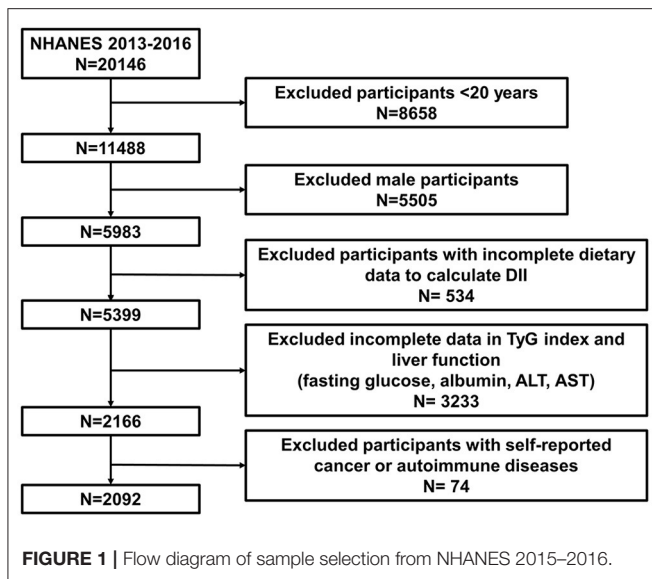 NHANES 2013-2016
N=20146
Excluded participants <20 years
N=8658
N=11488
Excluded male participants
N=5505
N=5983
Excluded participants with incomplete dietary
data to calculate DII
N= 534
N=5399
Excluded incomplete data in TyG index and
liver function
(fasting glucose, albumin, ALT, AST)
N= 3233
N=2166
Excluded participants with self-reported
cancer or autoimmune diseases
N= 74
N=2092
FIGURE 1 | Flow diagram of sample selection from NHANES 2015–2016.